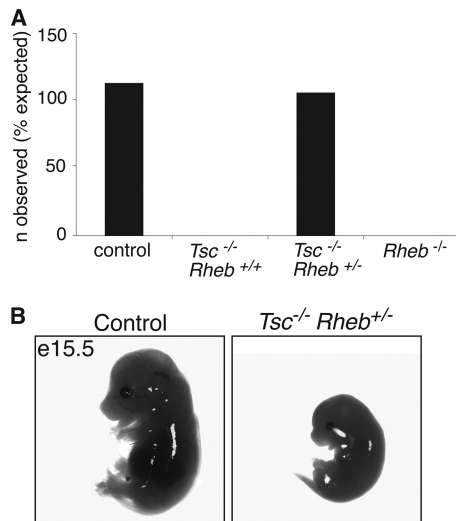 A
n observed (% expected)
150
100
50
0
control
Tsc -/-
Rheb +/+
Tsc -/-
Rheb +/-
Rheb -/-
B
Control
Tsc-/- Rheb+/-
e15.5